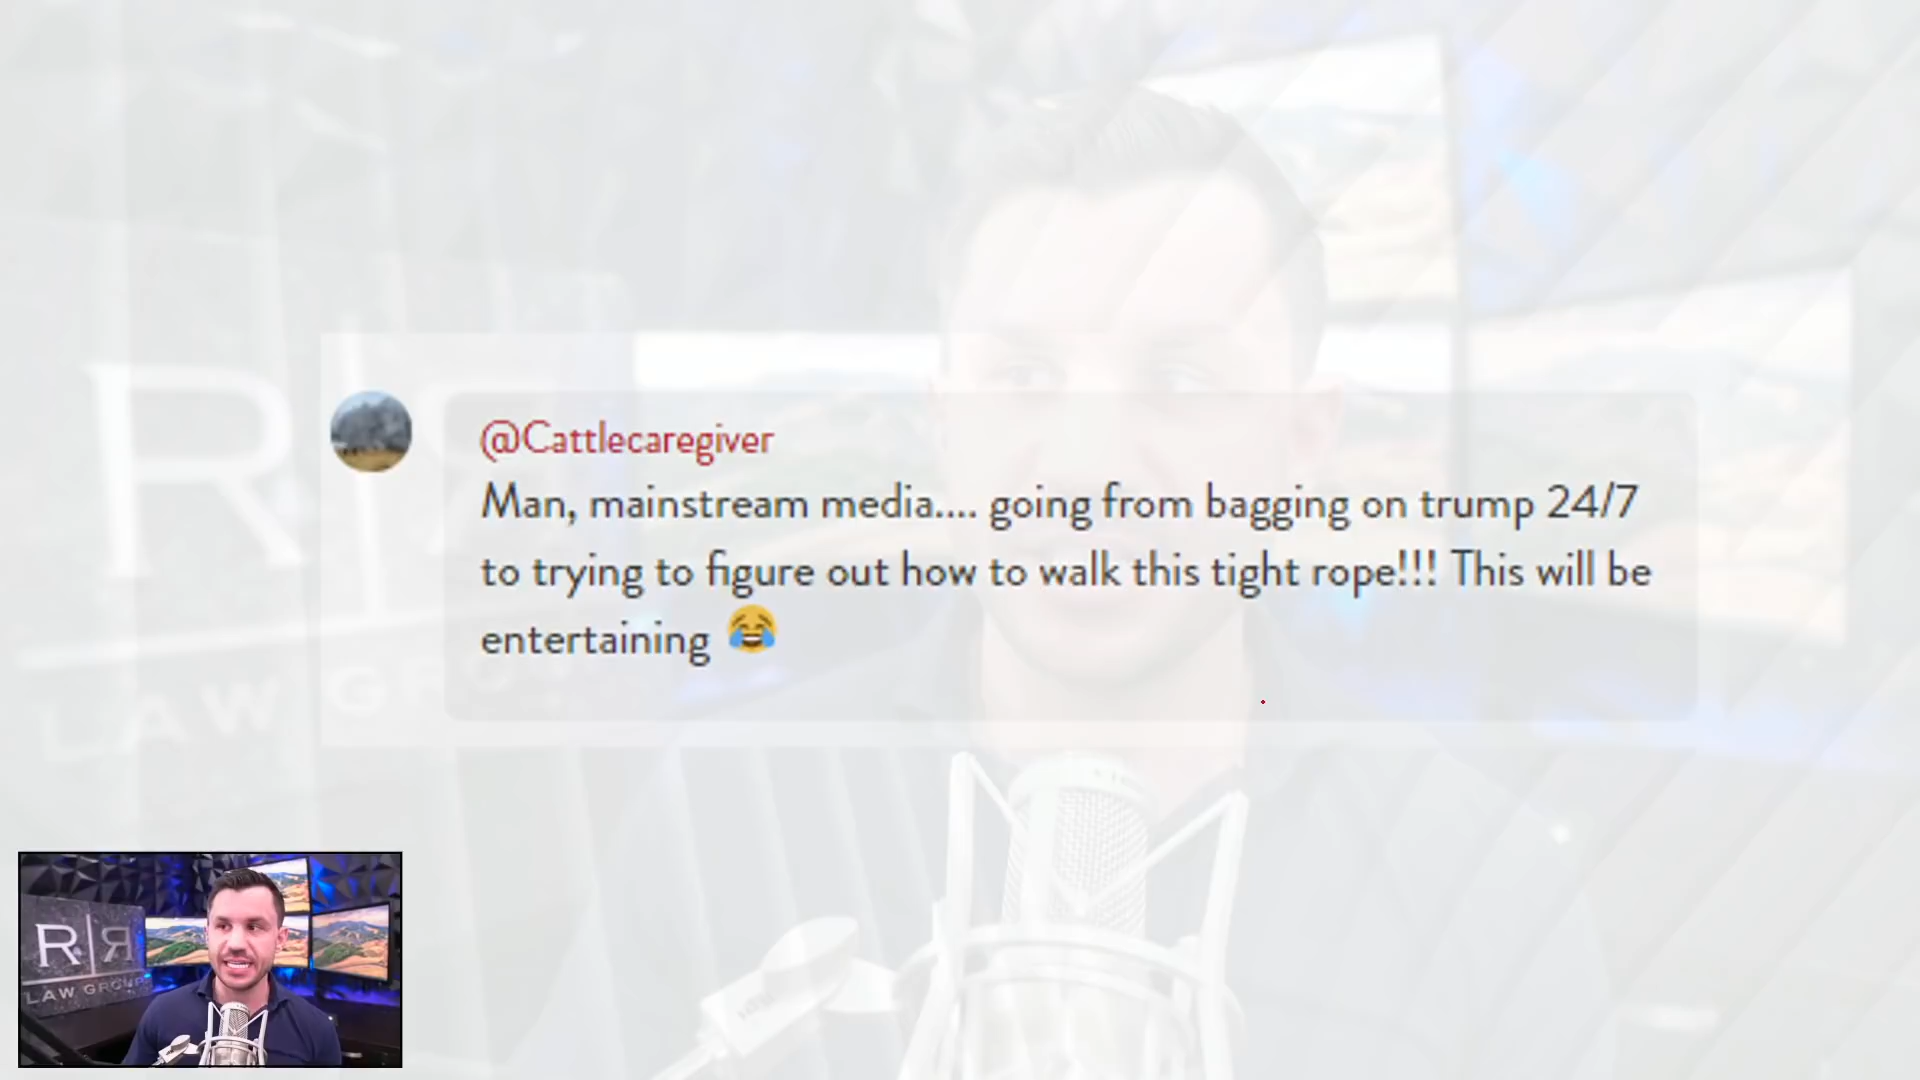 @Cattlecaregiver
Man, mainstream media.... going from bagging on trump 24/7
to trying to figure out how to walk this tight rope!!! This will be
entertaining 😂
R|R
LAW GROUP